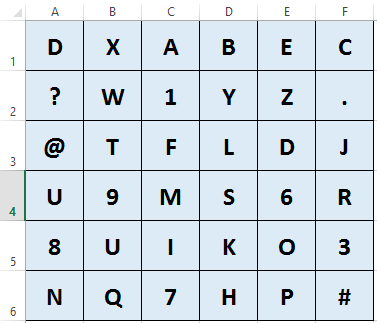 A B C D E F
1 D X A B E C
2 ? W 1 Y Z .
3 @ T F L D J
4 U 9 M S 6 R
5 8 U I K O 3
6 N Q 7 H P #